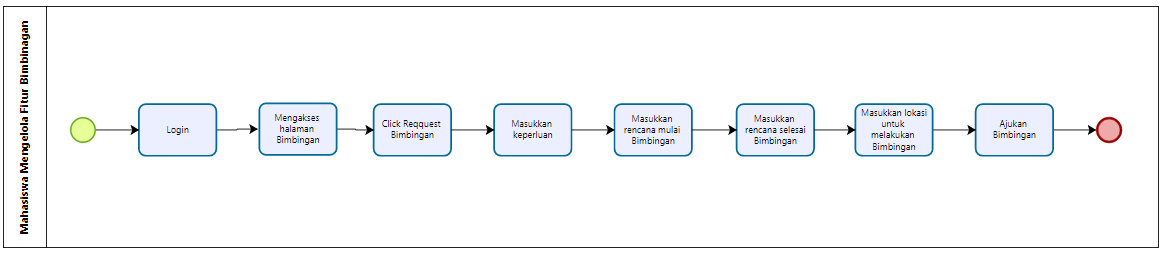 Mahasiswa Mengelola Fitur Bimbinagan
Login
Mengakses
halaman
Bimbingan
Click Reqquest
Bimbingan
Masukkan
keperluan
Masukkan
rencana mulai
Bimbingan
Masukkan
rencana selesai
Bimbingan
Masukkan lokasi
untuk
melakukan
Bimbingan
Ajukan
Bimbingan